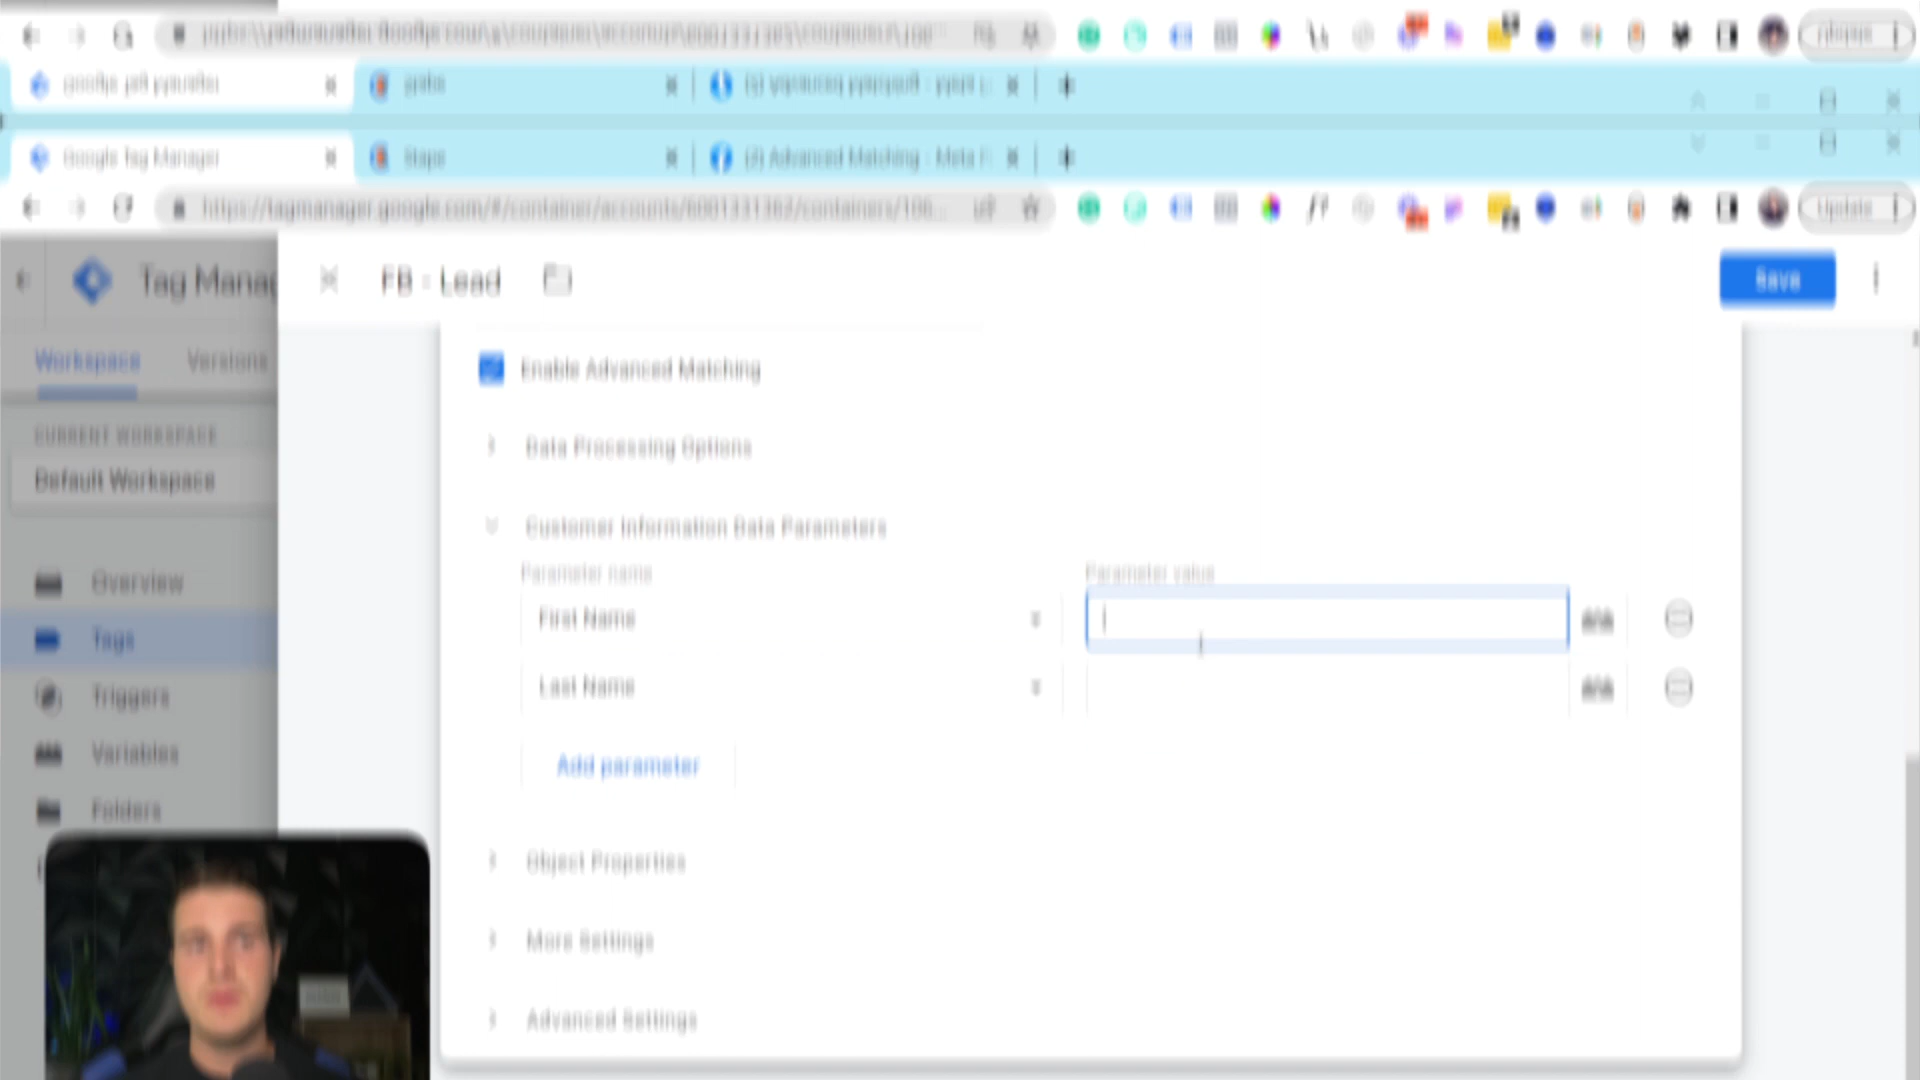 Google Tag Manager
Stape
(2) Advanced Matching - Meta
Update
Tag Manag
FB - Lead
Save
Workspace
Versions
Enable Advanced Matching
CURRENT WORKSPACE
Default Workspace
Data Processing Options
Customer Information Data Parameters
Parameter name
Parameter value
Overview
First Name
Tags
Last Name
Triggers
Variables
Add parameter
Folders
Object Properties
More Settings
Advanced Settings